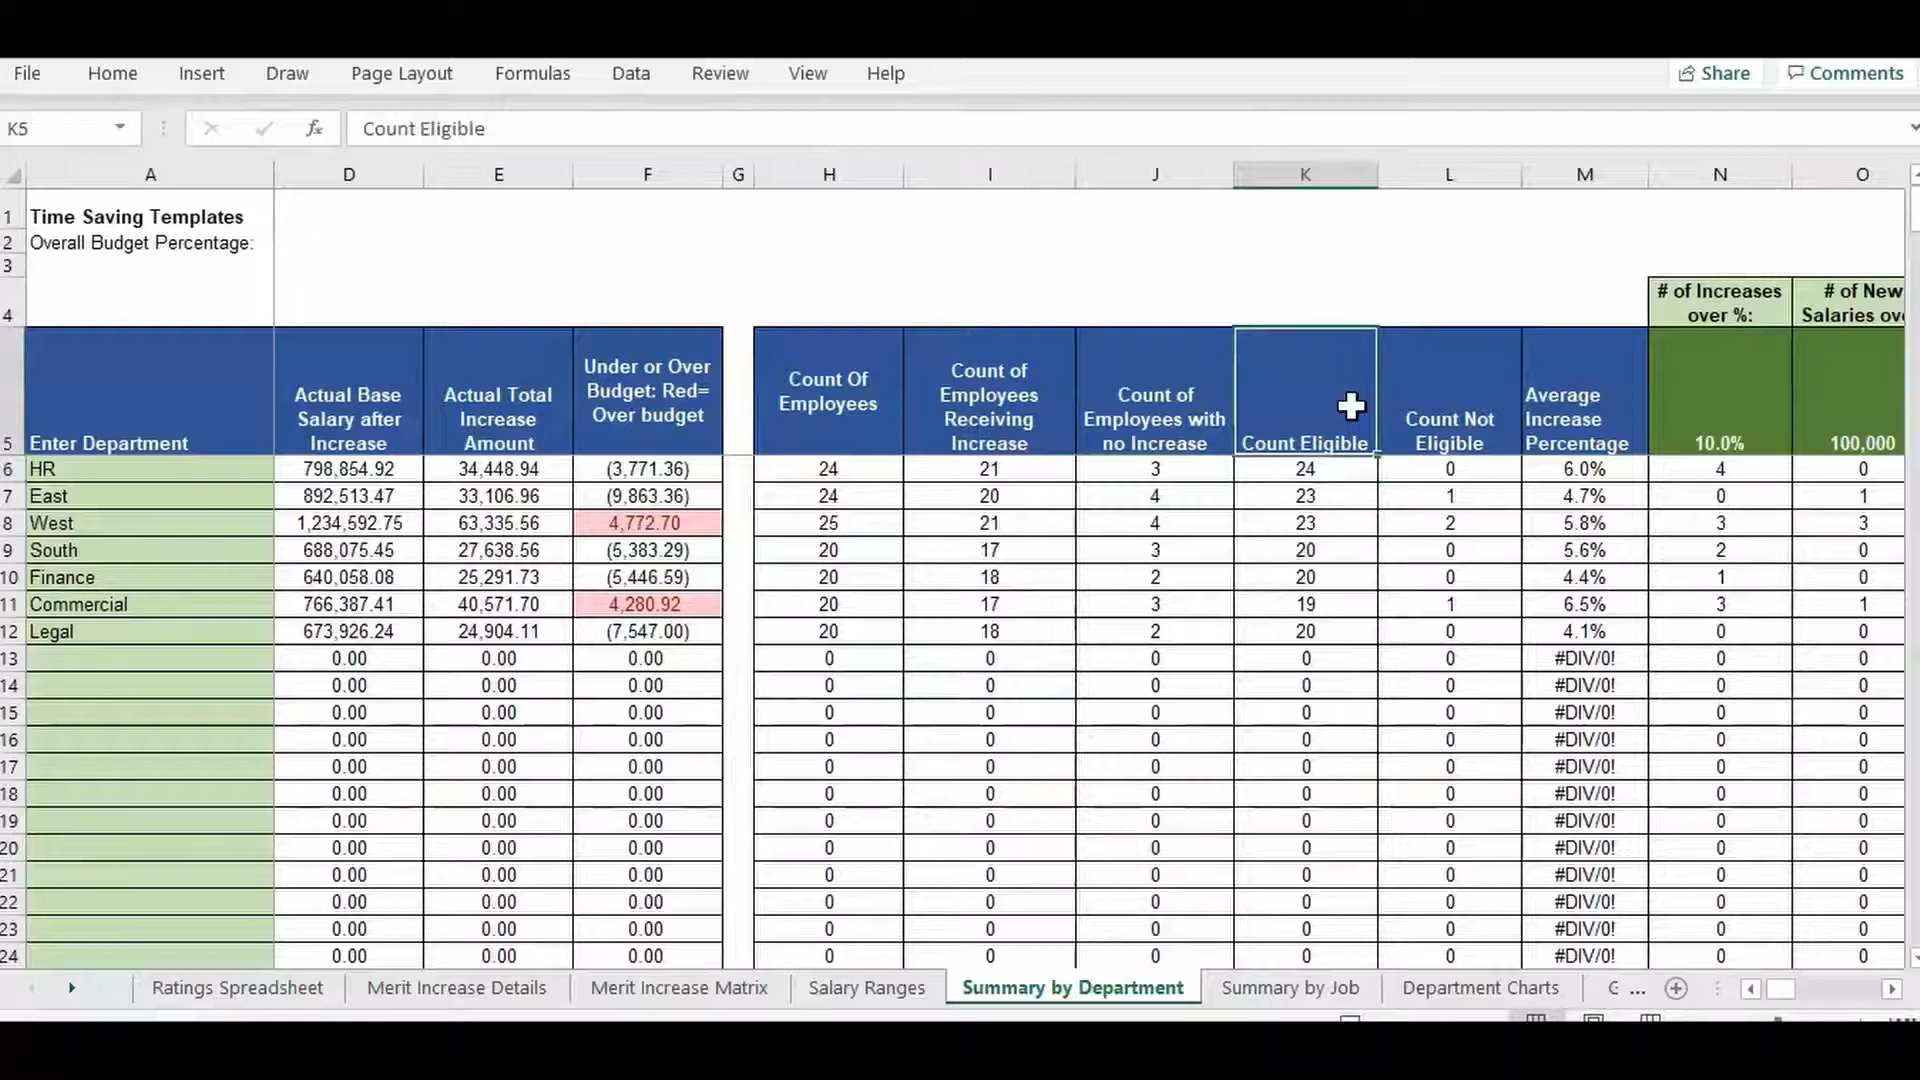 File Home Insert Draw Page Layout Formulas Data Review View Help Share Comments
K5 fx Count Eligible
A D E F G H I J K L M N O
1 Time Saving Templates
2 Overall Budget Percentage:
3
# of Increases # of New
4 over %: Salaries ove
Under or Over
Budget: Red=
Over budget
Actual Base
Salary after
Increase
Actual Total
Increase
Amount
Count Of
Employees
Count of
Employees
Receiving
Increase
Count of
Employees with
no Increase
Count Eligible
Count Not
Eligible
Average
Increase
Percentage
5 Enter Department 10.0% 100,000
6 HR 798,854.92 34,448.94 (3,771.36) 24 21 3 24 0 6.0% 4 0
7 East 892,513.47 33,106.96 (9,863.36) 24 20 4 23 1 4.7% 0 1
8 West 1,234,592.75 63,335.56 4,772.70 25 21 4 23 2 5.8% 3 3
9 South 688,075.45 27,638.56 (5,383.29) 20 17 3 20 0 5.6% 2 0
10 Finance 640,058.08 25,291.73 (5,446.59) 20 18 2 20 0 4.4% 1 0
11 Commercial 766,387.41 40,571.70 4,280.92 20 17 3 19 1 6.5% 3 1
12 Legal 673,926.24 24,904.11 (7,547.00) 20 18 2 20 0 4.1% 0 0
13 0.00 0.00 0.00 0 0 0 0 0 #DIV/0! 0 0
14 0.00 0.00 0.00 0 0 0 0 0 #DIV/0! 0 0
15 0.00 0.00 0.00 0 0 0 0 0 #DIV/0! 0 0
16 0.00 0.00 0.00 0 0 0 0 0 #DIV/0! 0 0
17 0.00 0.00 0.00 0 0 0 0 0 #DIV/0! 0 0
18 0.00 0.00 0.00 0 0 0 0 0 #DIV/0! 0 0
19 0.00 0.00 0.00 0 0 0 0 0 #DIV/0! 0 0
20 0.00 0.00 0.00 0 0 0 0 0 #DIV/0! 0 0
21 0.00 0.00 0.00 0 0 0 0 0 #DIV/0! 0 0
22 0.00 0.00 0.00 0 0 0 0 0 #DIV/0! 0 0
23 0.00 0.00 0.00 0 0 0 0 0 #DIV/0! 0 0
24 0.00 0.00 0.00 0 0 0 0 0 #DIV/0! 0 0
Ratings Spreadsheet Merit Increase Details Merit Increase Matrix Salary Ranges Summary by Department Summary by Job Department Charts ...